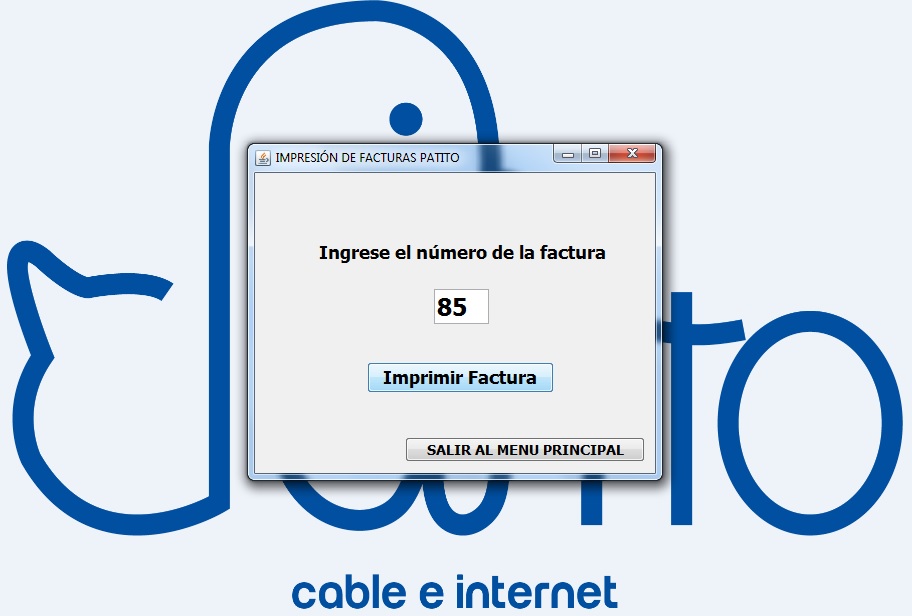 IMPRESIÓN DE FACTURAS PATITO
Ingrese el número de la factura
85
Imprimir Factura
SALIR AL MENU PRINCIPAL
cable e internet